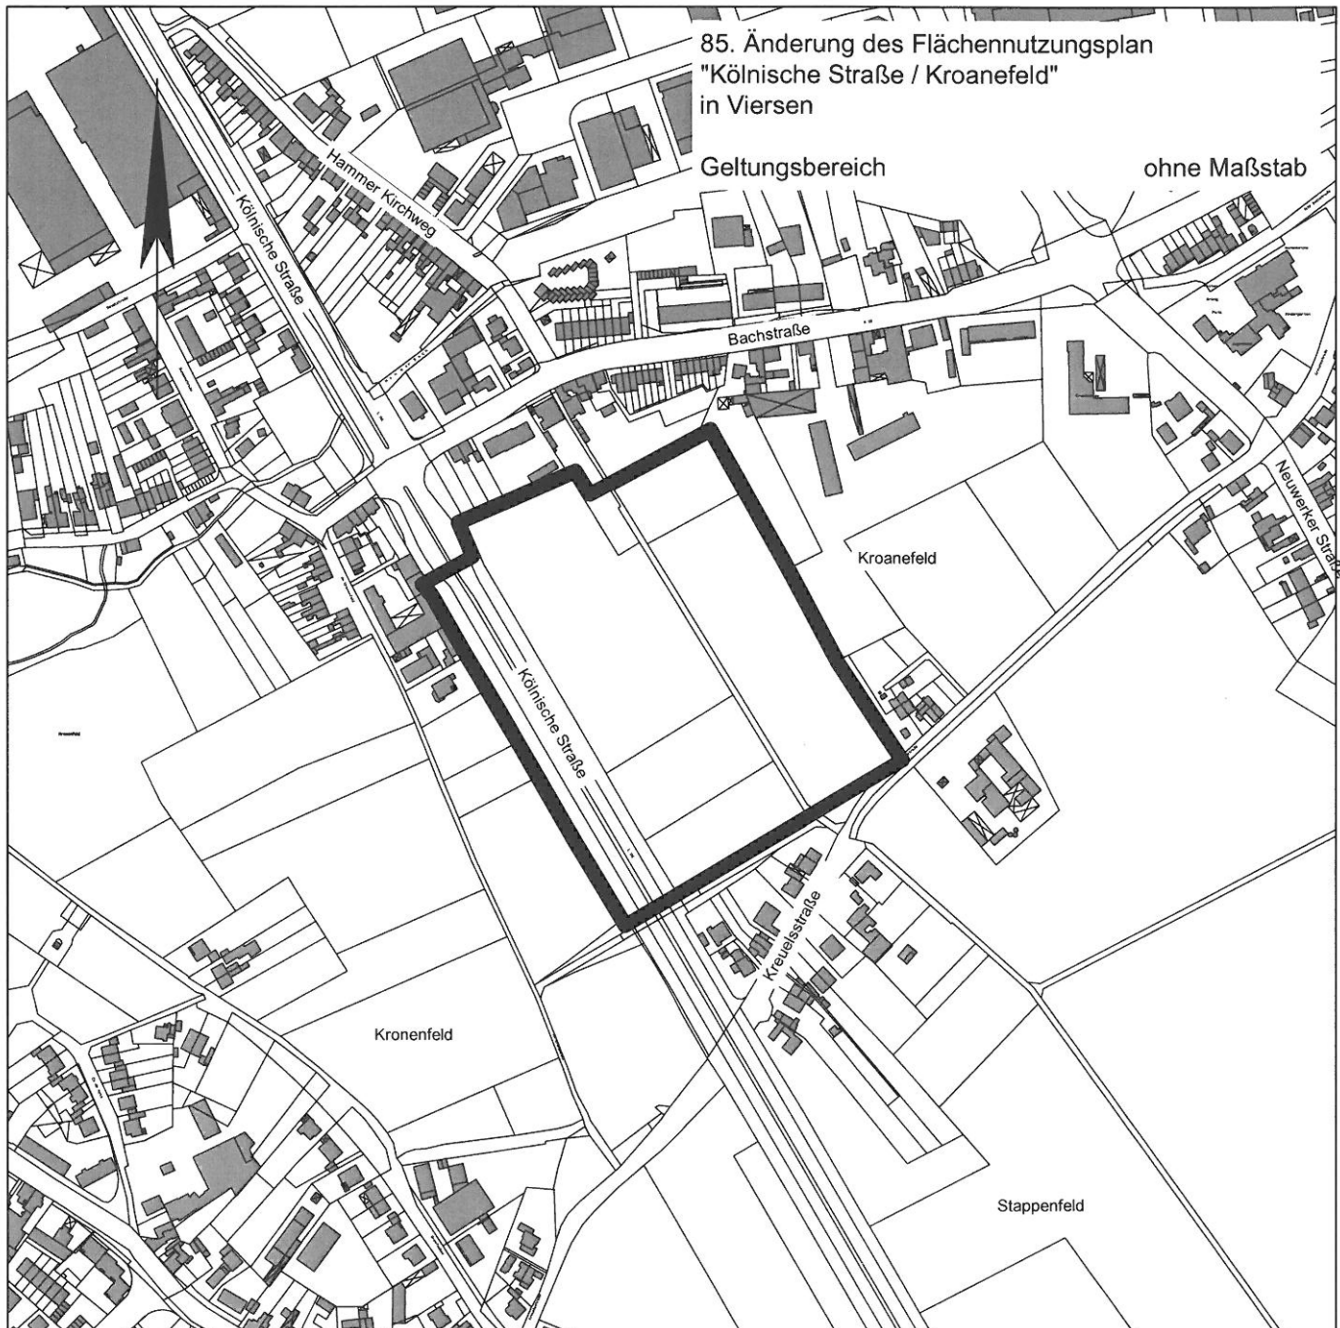 85. Änderung des Flächennutzungsplan
"Kölnische Straße / Kroanefeld"
in Viersen
Geltungsbereich ohne Maßstab
Hammer Kirchweg
Kölnische Straße
Bachstraße
Neuwerker Straße
Kroanefeld
Kölnische Straße
Kreuelsstraße
Kronenfeld
Stappenfeld